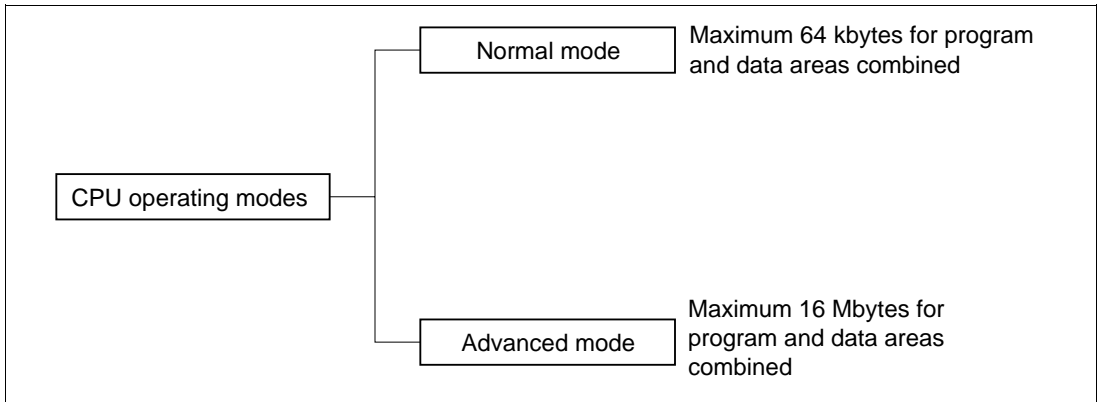 Normal mode
Maximum 64 kbytes for program
and data areas combined
CPU operating modes
Advanced mode
Maximum 16 Mbytes for
program and data areas
combined